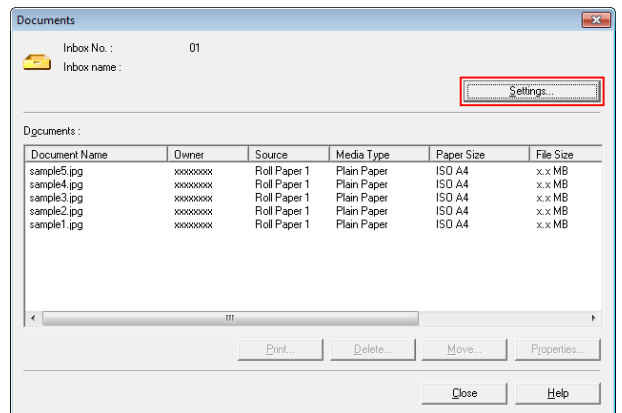 Documents
Inbox No. : 01
Inbox name :
Settings...
Documents :
Document Name Owner Source Media Type Paper Size File Size
sample5.jpg xxxxxxxx Roll Paper 1 Plain Paper ISO A4 x.x MB
sample4.jpg xxxxxxxx Roll Paper 1 Plain Paper ISO A4 x.x MB
sample3.jpg xxxxxxxx Roll Paper 1 Plain Paper ISO A4 x.x MB
sample2.jpg xxxxxxxx Roll Paper 1 Plain Paper ISO A4 x.x MB
sample1.jpg xxxxxxxx Roll Paper 1 Plain Paper ISO A4 x.x MB
Print... Delete... Move... Properties...
Close Help